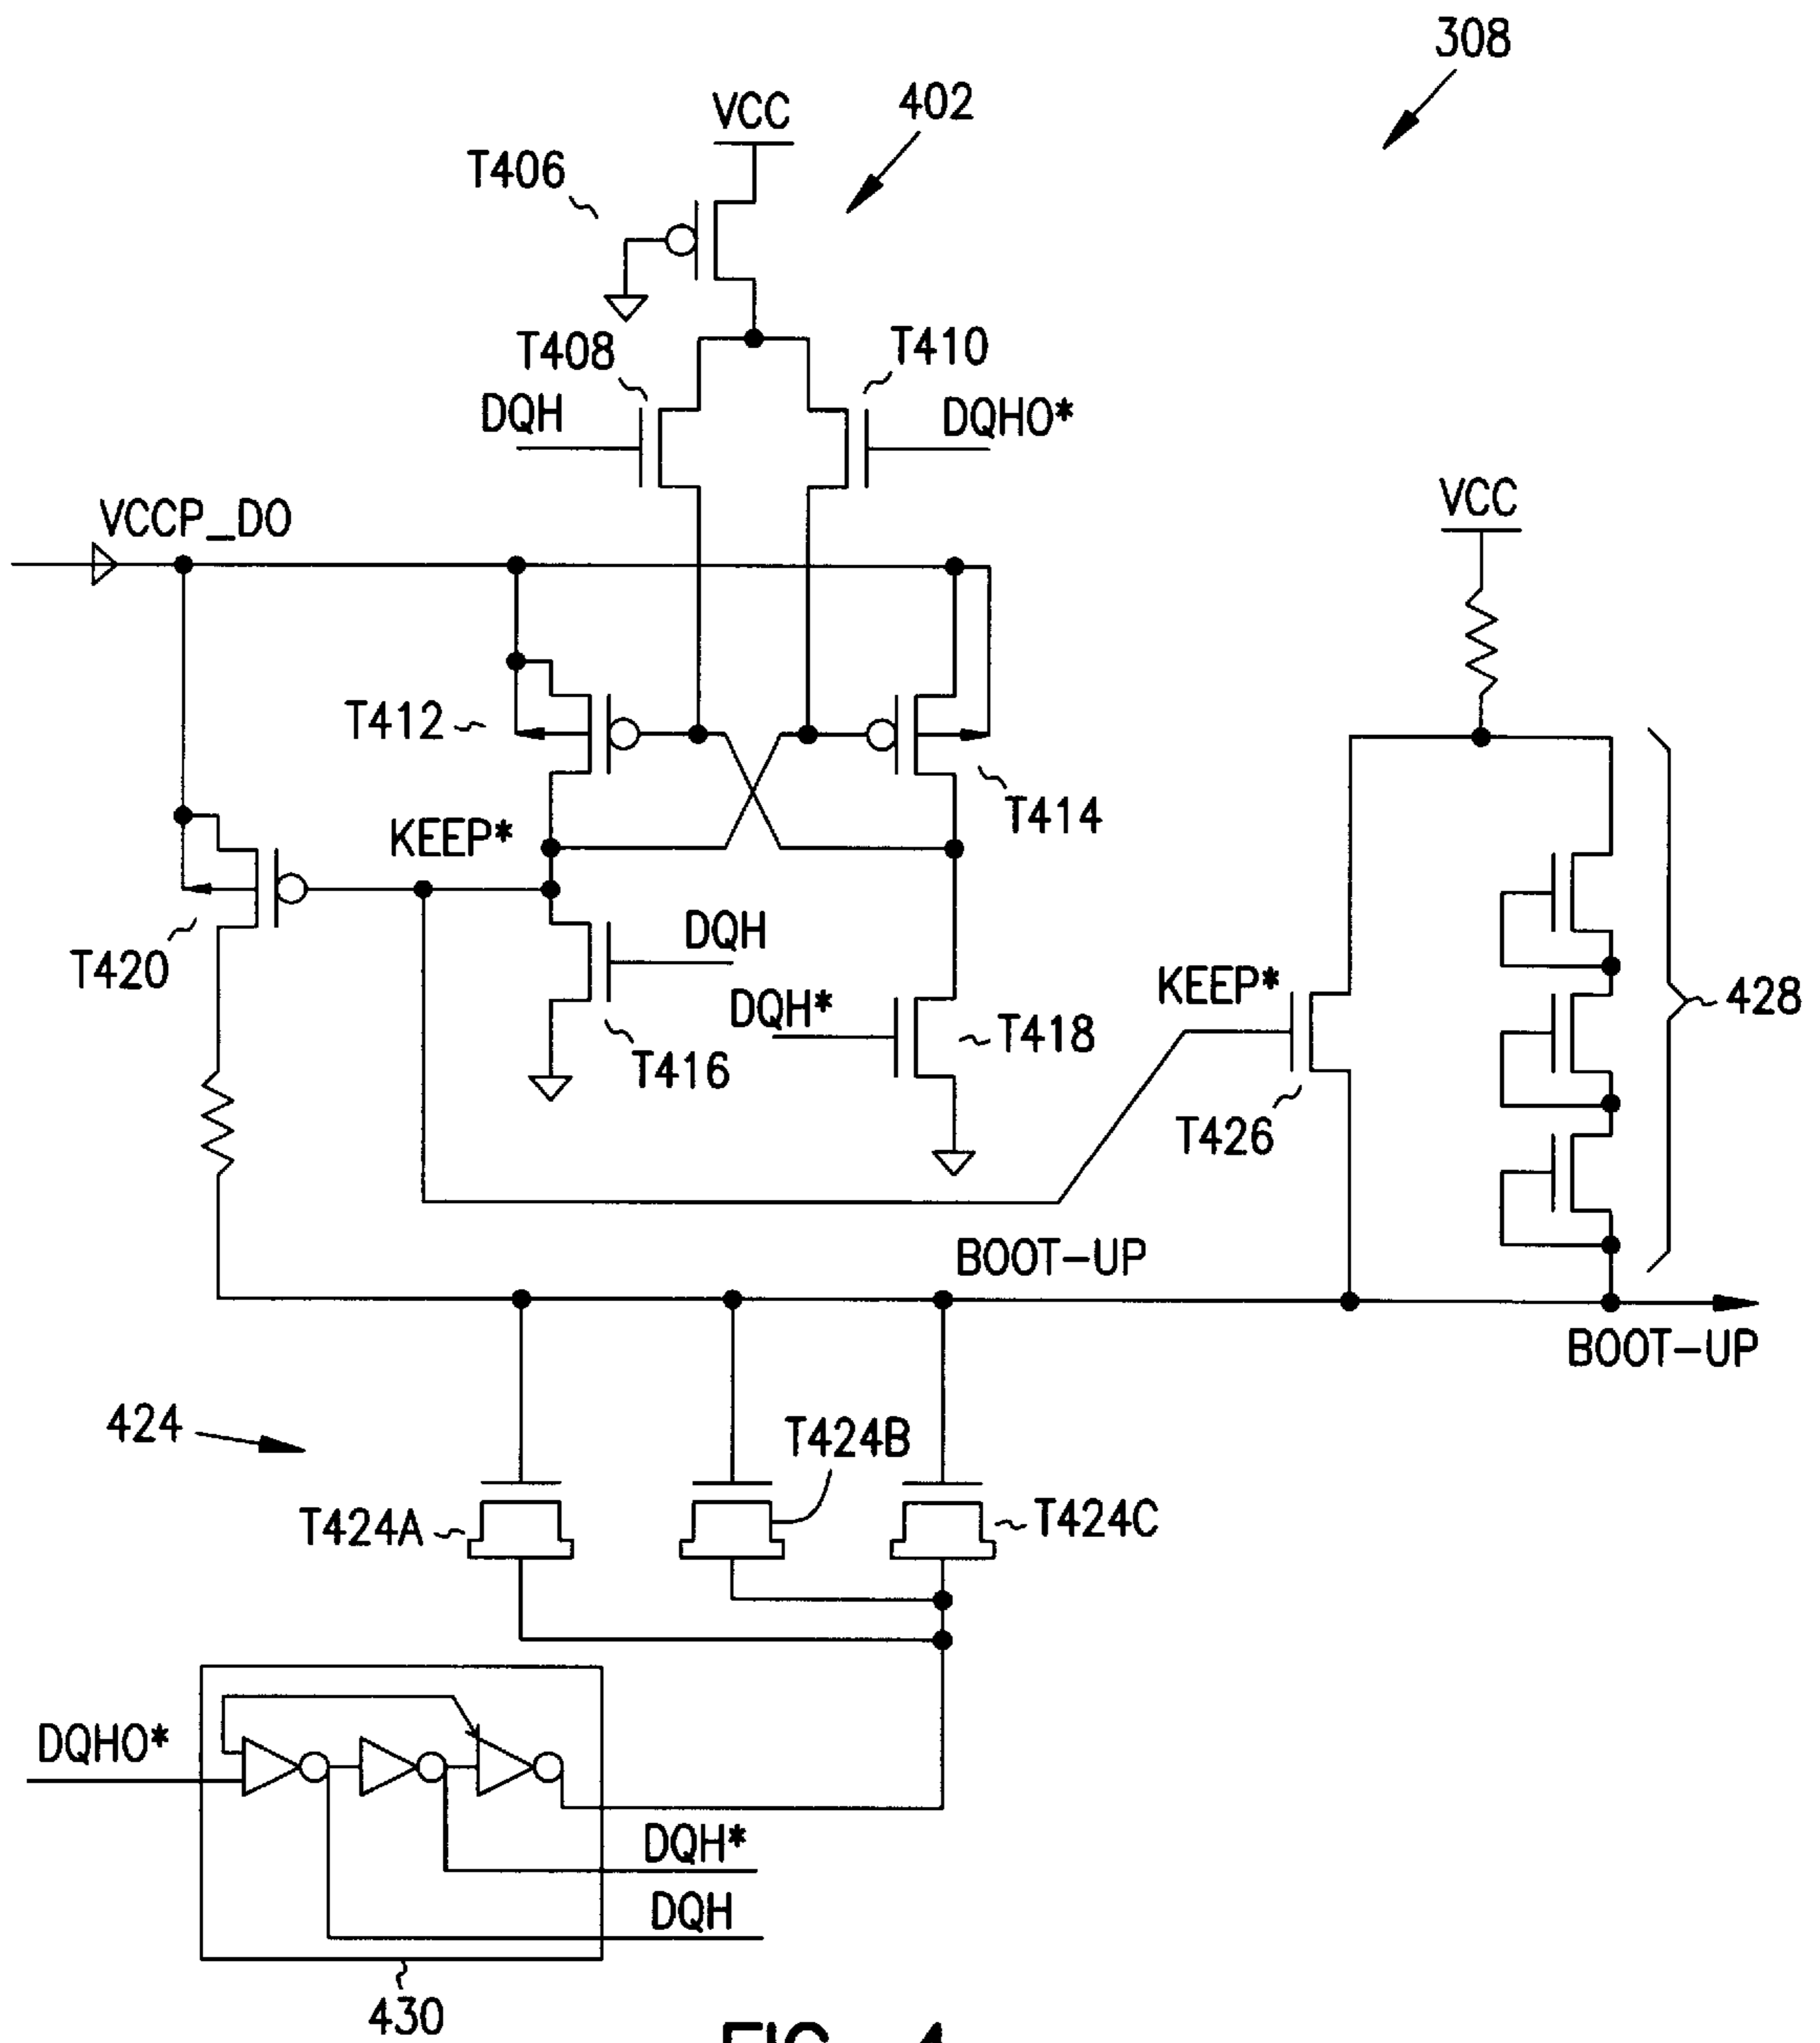 308
402
VCC
T406
T408
T410
DQH
DQHO*
VCCP_DO
VCC
T412
T414
KEEP*
T420
DQH
KEEP*
428
DQH*
T418
T416
T426
BOOT-UP
BOOT-UP
424
T424B
T424A
T424C
DQHO*
DQH*
DQH
430